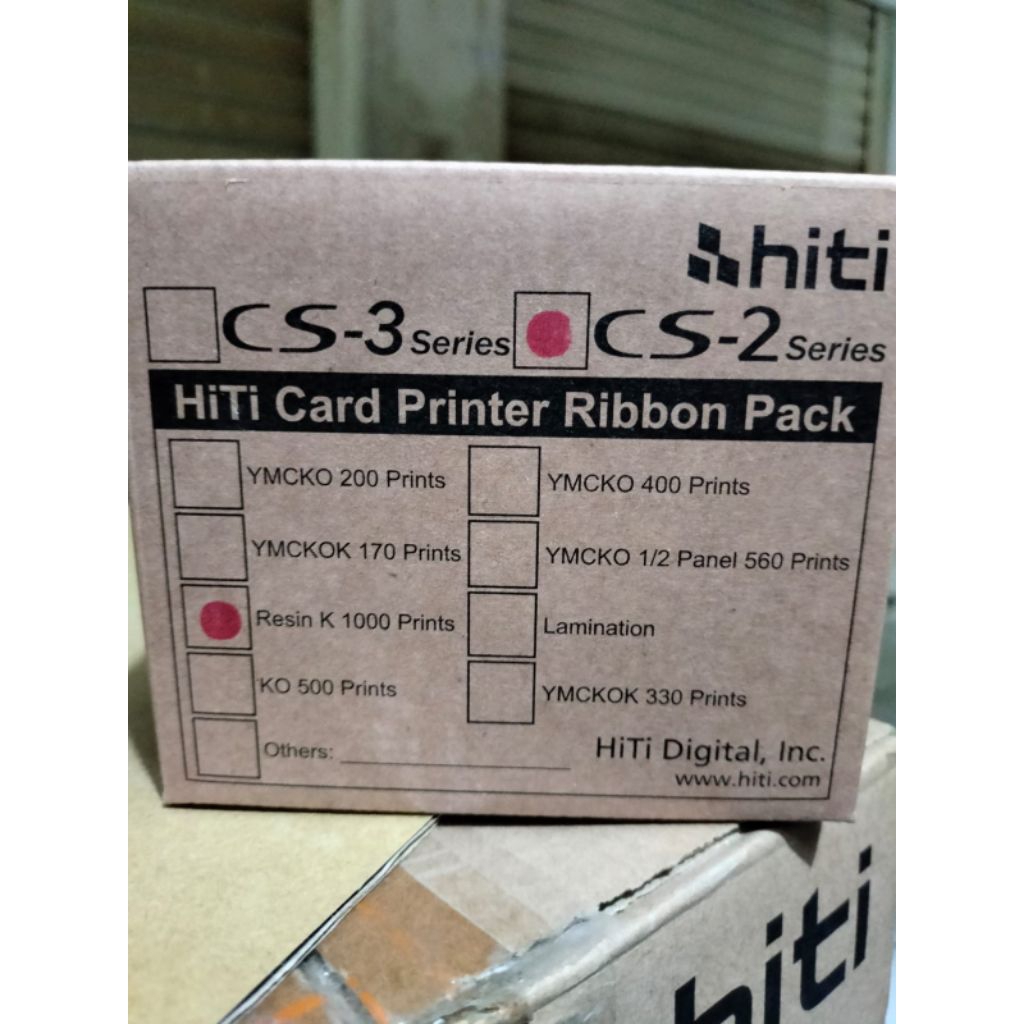 hiti
CS-3 Series CS-2 Series
HiTi Card Printer Ribbon Pack
YMCKO 200 Prints YMCKO 400 Prints
YMCKOK 170 Prints YMCKO 1/2 Panel 560 Prints
Resin K 1000 Prints Lamination
KO 500 Prints YMCKOK 330 Prints
Others: HiTi Digital, Inc.
www.hiti.com
hiti